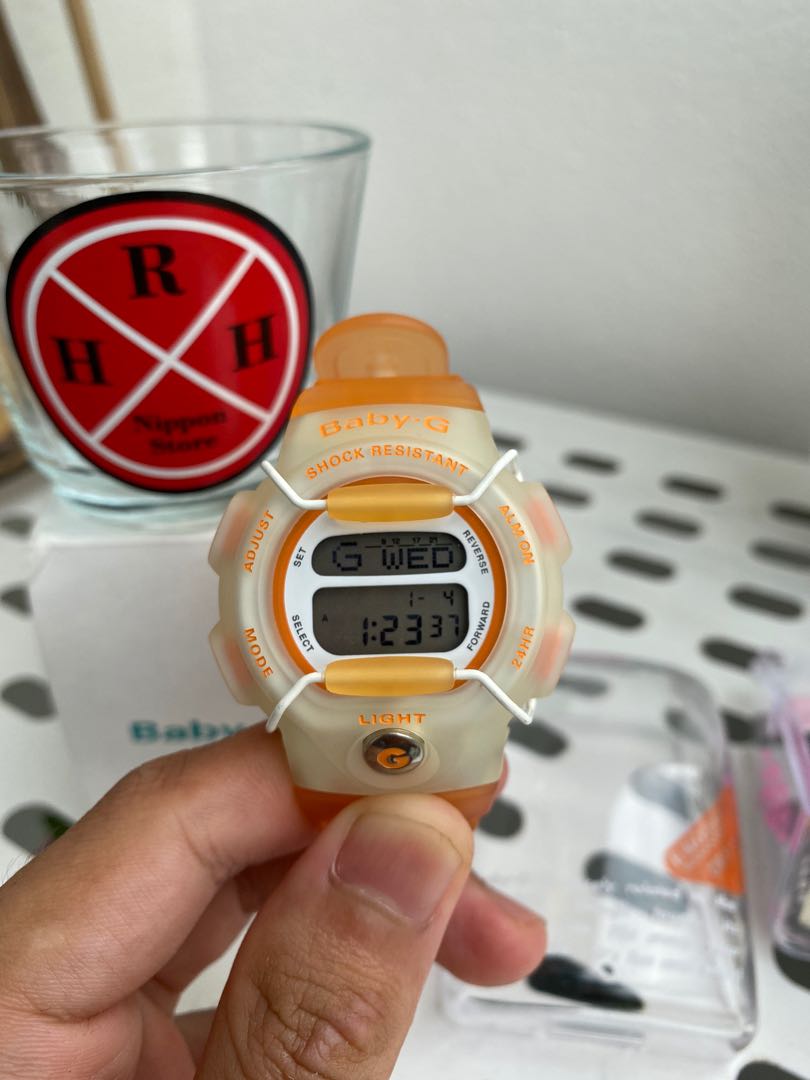 R
H H
Nippon
Store
Baby-G
SHOCK RESISTANT
ADJUST
ALM ON
SET
REVERSE
G WED
1- 4
A
1:23 37
SELECT
FORWARD
MODE
24HR
LIGHT
G
Baby